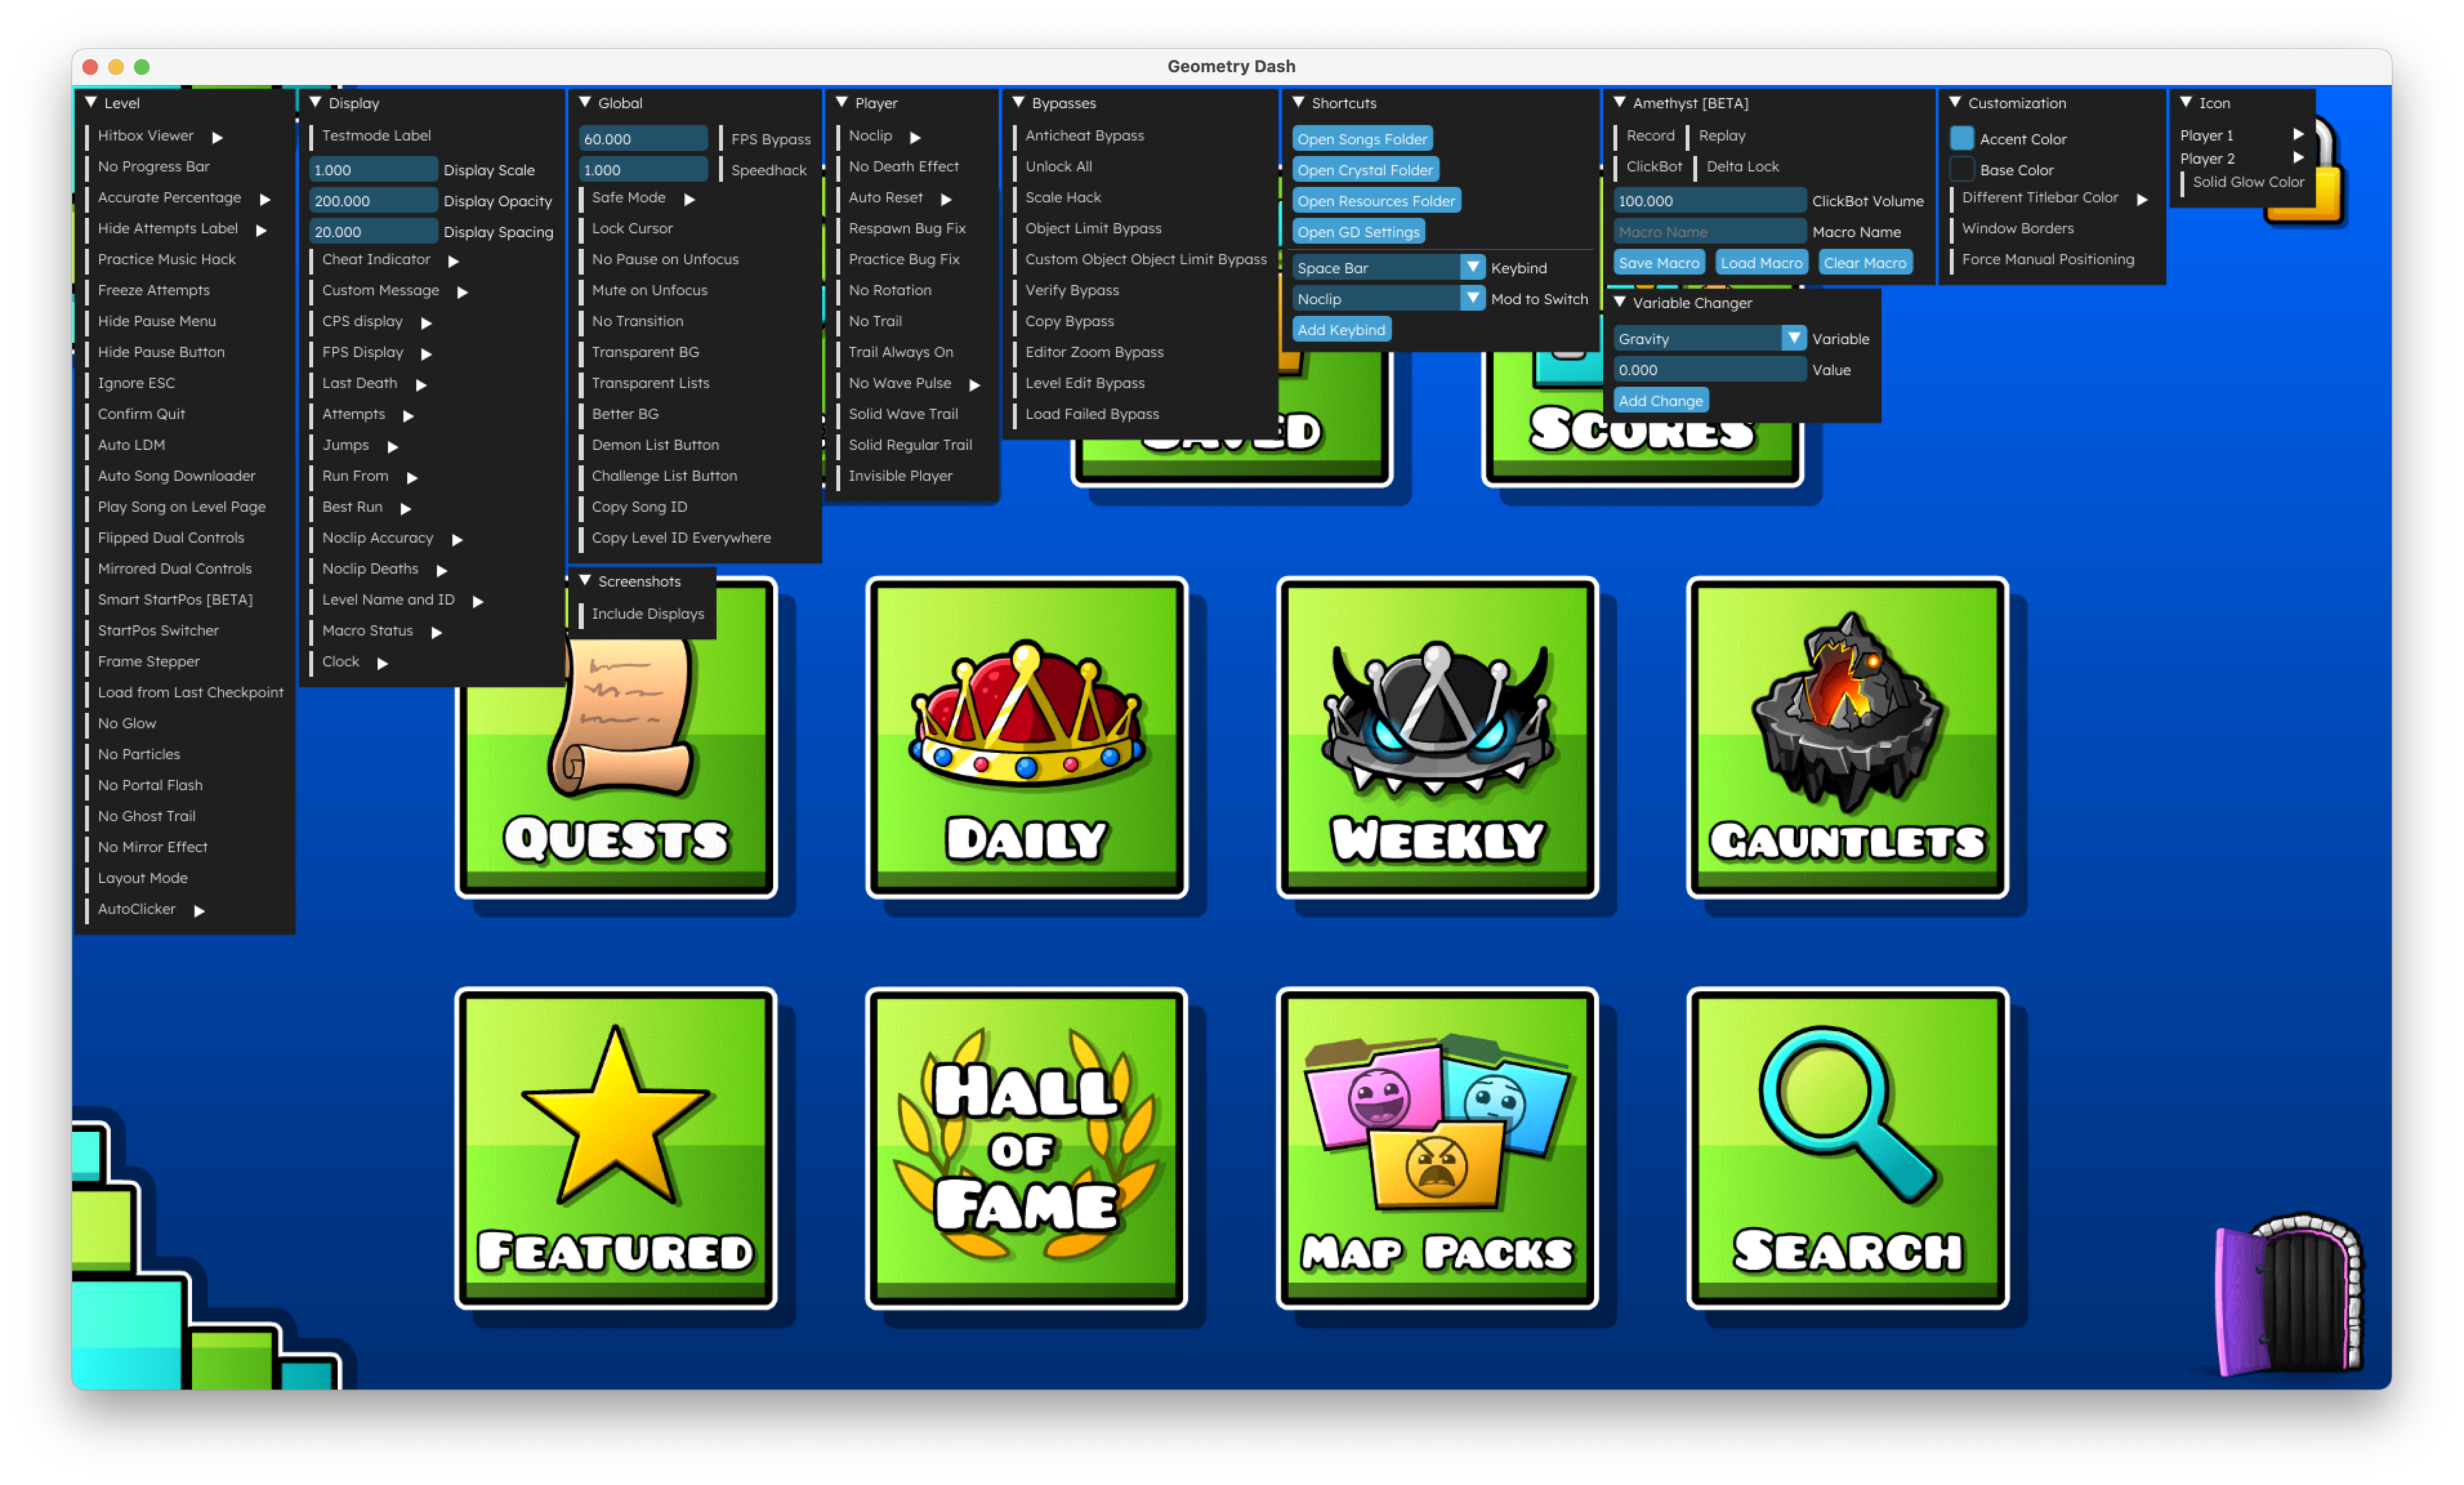 Geometry Dash
Level
Hitbox Viewer
No Progress Bar
Accurate Percentage
Hide Attempts Label
Practice Music Hack
Freeze Attempts
Hide Pause Menu
Hide Pause Button
Ignore ESC
Confirm Quit
Auto LDM
Auto Song Downloader
Play Song on Level Page
Flipped Dual Controls
Mirrored Dual Controls
Smart StartPos [BETA]
StartPos Switcher
Frame Stepper
Load from Last Checkpoint
No Glow
No Particles
No Portal Flash
No Ghost Trail
No Mirror Effect
Layout Mode
AutoClicker
Display
Testmode Label
1.000 Display Scale
200.000 Display Opacity
20.000 Display Spacing
Cheat Indicator
Custom Message
CPS display
FPS Display
Last Death
Attempts
Jumps
Run From
Best Run
Noclip Accuracy
Noclip Deaths
Level Name and ID
Macro Status
Clock
Global
60.000 FPS Bypass
1.000 Speedhack
Safe Mode
Lock Cursor
No Pause on Unfocus
Mute on Unfocus
No Transition
Transparent BG
Transparent Lists
Better BG
Demon List Button
Challenge List Button
Copy Song ID
Copy Level ID Everywhere
Screenshots
Include Displays
Player
Noclip
No Death Effect
Auto Reset
Respawn Bug Fix
Practice Bug Fix
No Rotation
No Trail
Trail Always On
No Wave Pulse
Solid Wave Trail
Solid Regular Trail
Invisible Player
Bypasses
Anticheat Bypass
Unlock All
Scale Hack
Object Limit Bypass
Custom Object Object Limit Bypass
Verify Bypass
Copy Bypass
Editor Zoom Bypass
Level Edit Bypass
Load Failed Bypass
Shortcuts
Open Songs Folder
Open Crystal Folder
Open Resources Folder
Open GD Settings
Space Bar Keybind
Noclip Mod to Switch
Add Keybind
Amethyst [BETA]
Record Replay
ClickBot Delta Lock
100.000 ClickBot Volume
Macro Name Macro Name
Save Macro Load Macro Clear Macro
Variable Changer
Gravity Variable
0.000 Value
Add Change
Customization
Accent Color
Base Color
Different Titlebar Color
Window Borders
Force Manual Positioning
Icon
Player 1
Player 2
Solid Glow Color
SAVED
SCORES
QUESTS
DAILY
WEEKLY
GAUNTLETS
FEATURED
HALL
OF
FAME
MAP PACKS
SEARCH